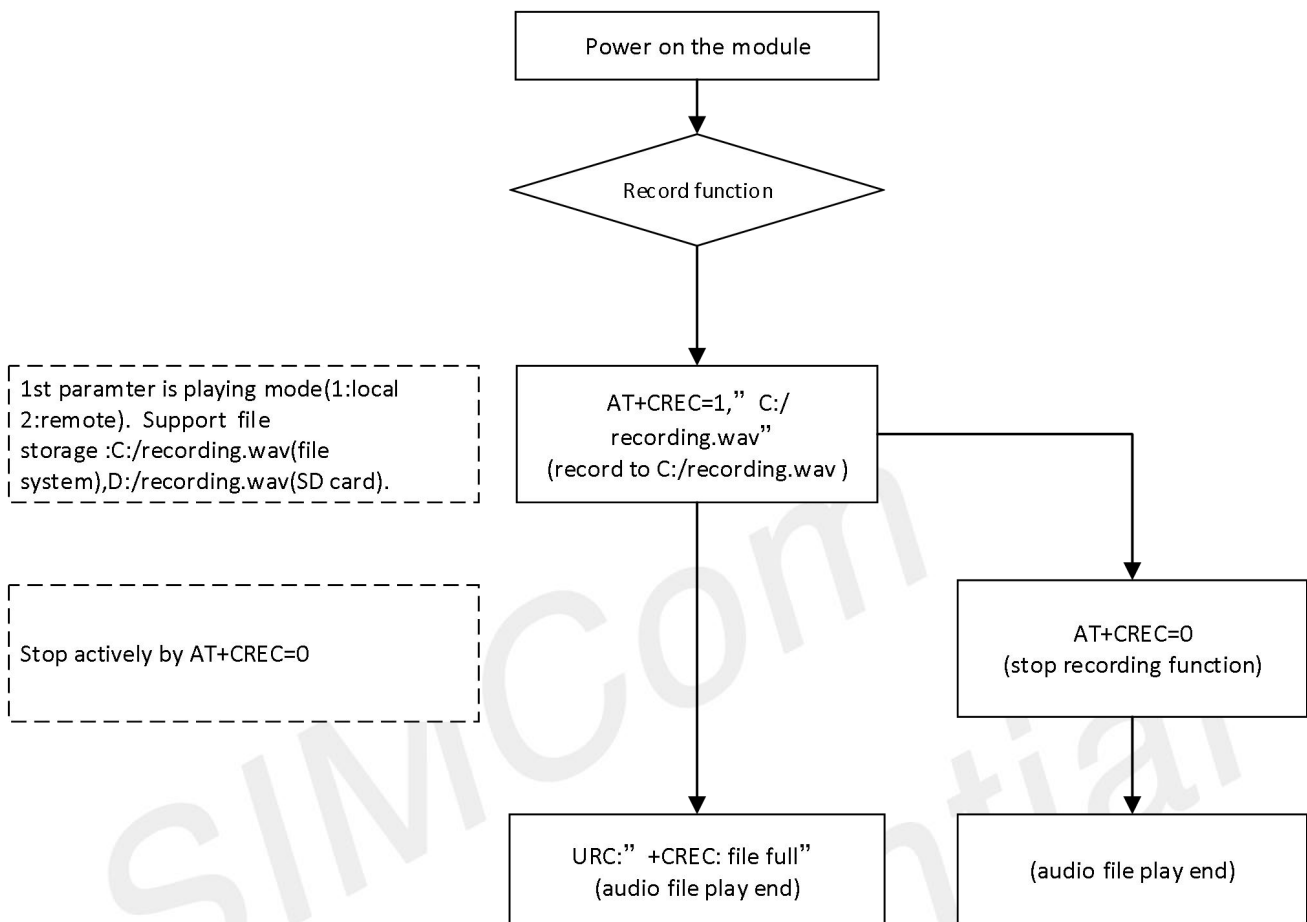 Power on the module
Record function
1st paramter is playing mode(1:local
2:remote). Support file
storage :C:/recording.wav(file
system),D:/recording.wav(SD card).
AT+CREC=1,” C:/
recording.wav”
(record to C:/recording.wav )
Stop actively by AT+CREC=0
AT+CREC=0
(stop recording function)
URC:” +CREC: file full”
(audio file play end)
(audio file play end)
SIMCom